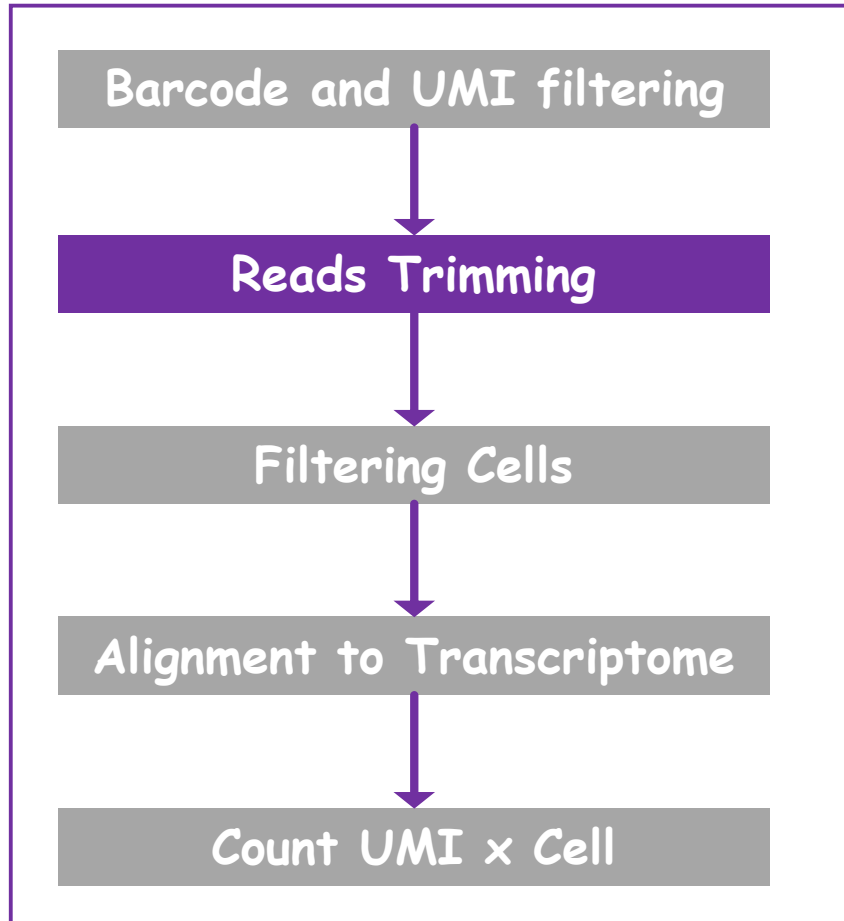 Barcode and UMI filtering
Reads Trimming
Filtering Cells
Alignment to Transcriptome
Count UMI x Cell